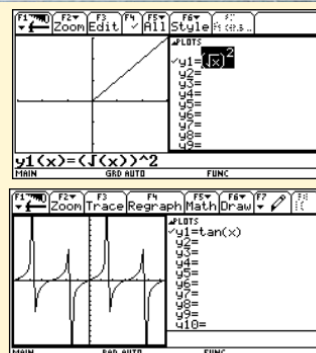 F1 F2 F3 F4 F5 F6
Zoom Edit ✓ All Style
PLOTS
✓y1=(√x)²
y2=
y3=
y4=
y5=
y6=
y7=
y8=
y9=
y1(x)=(√(x))^2
MAIN GRD AUTO FUNC
F1 F2 F3 F4 F5 F6 F7
Zoom Trace Regraph Math Draw
PLOTS
✓y1=tan(x)
y2=
y3=
y4=
y5=
y6=
y7=
y8=
y9=
y10=
MAIN RAD AUTO FUNC